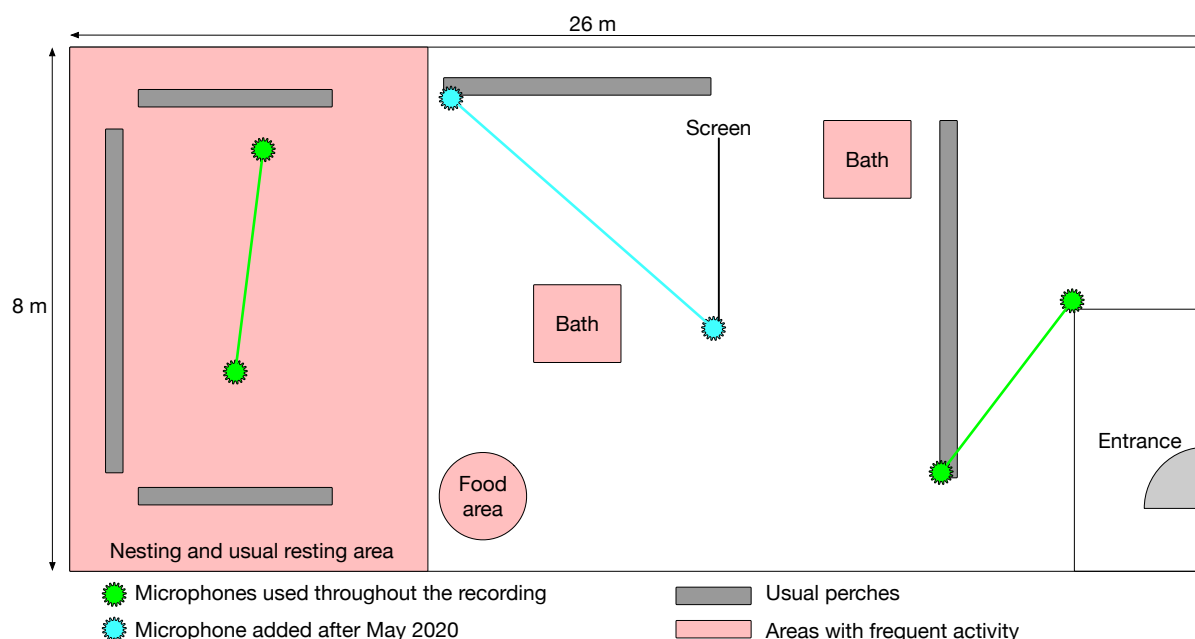 26 m
Screen
Bath
8 m
Bath
Entrance
Food
area
Nesting and usual resting area
Microphones used throughout the recording
Usual perches
Microphone added after May 2020
Areas with frequent activity